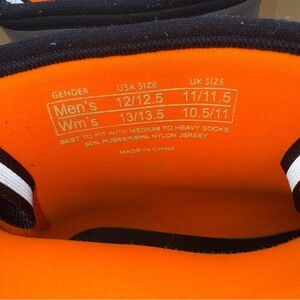 GENDER USA SIZE UK SIZE
Men's 12/12.5 11/11.5
Wm's 13/13.5 10.5/11
BEST TO FIT WITH MEDIUM TO HEAVY SOCKS
50% RUBBER+50% NYLON JERSEY
MADE IN CHINA